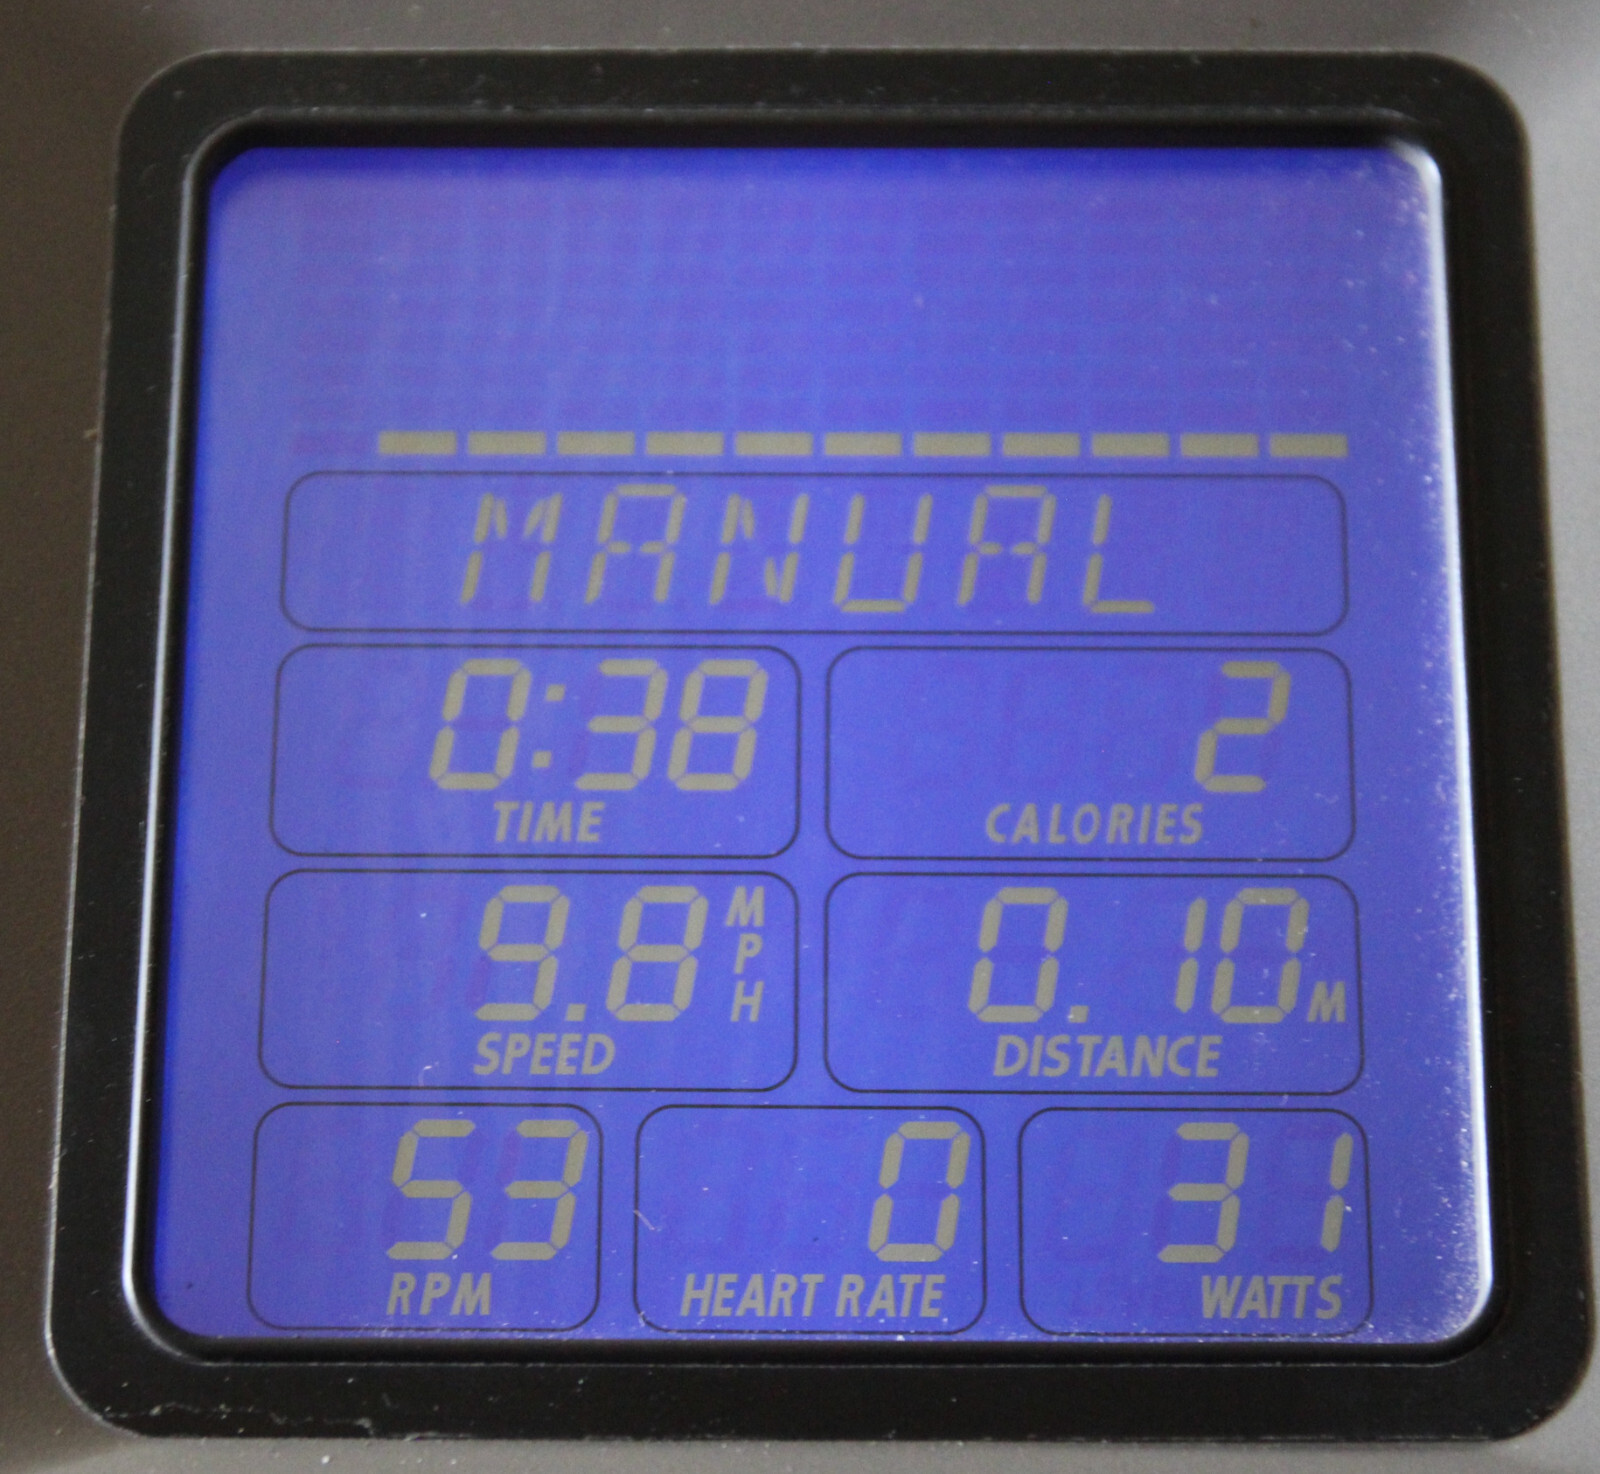 MANUAL
0:38 2
TIME CALORIES
9.8 MPH 0.10 M
SPEED DISTANCE
53 0 31
RPM HEART RATE WATTS